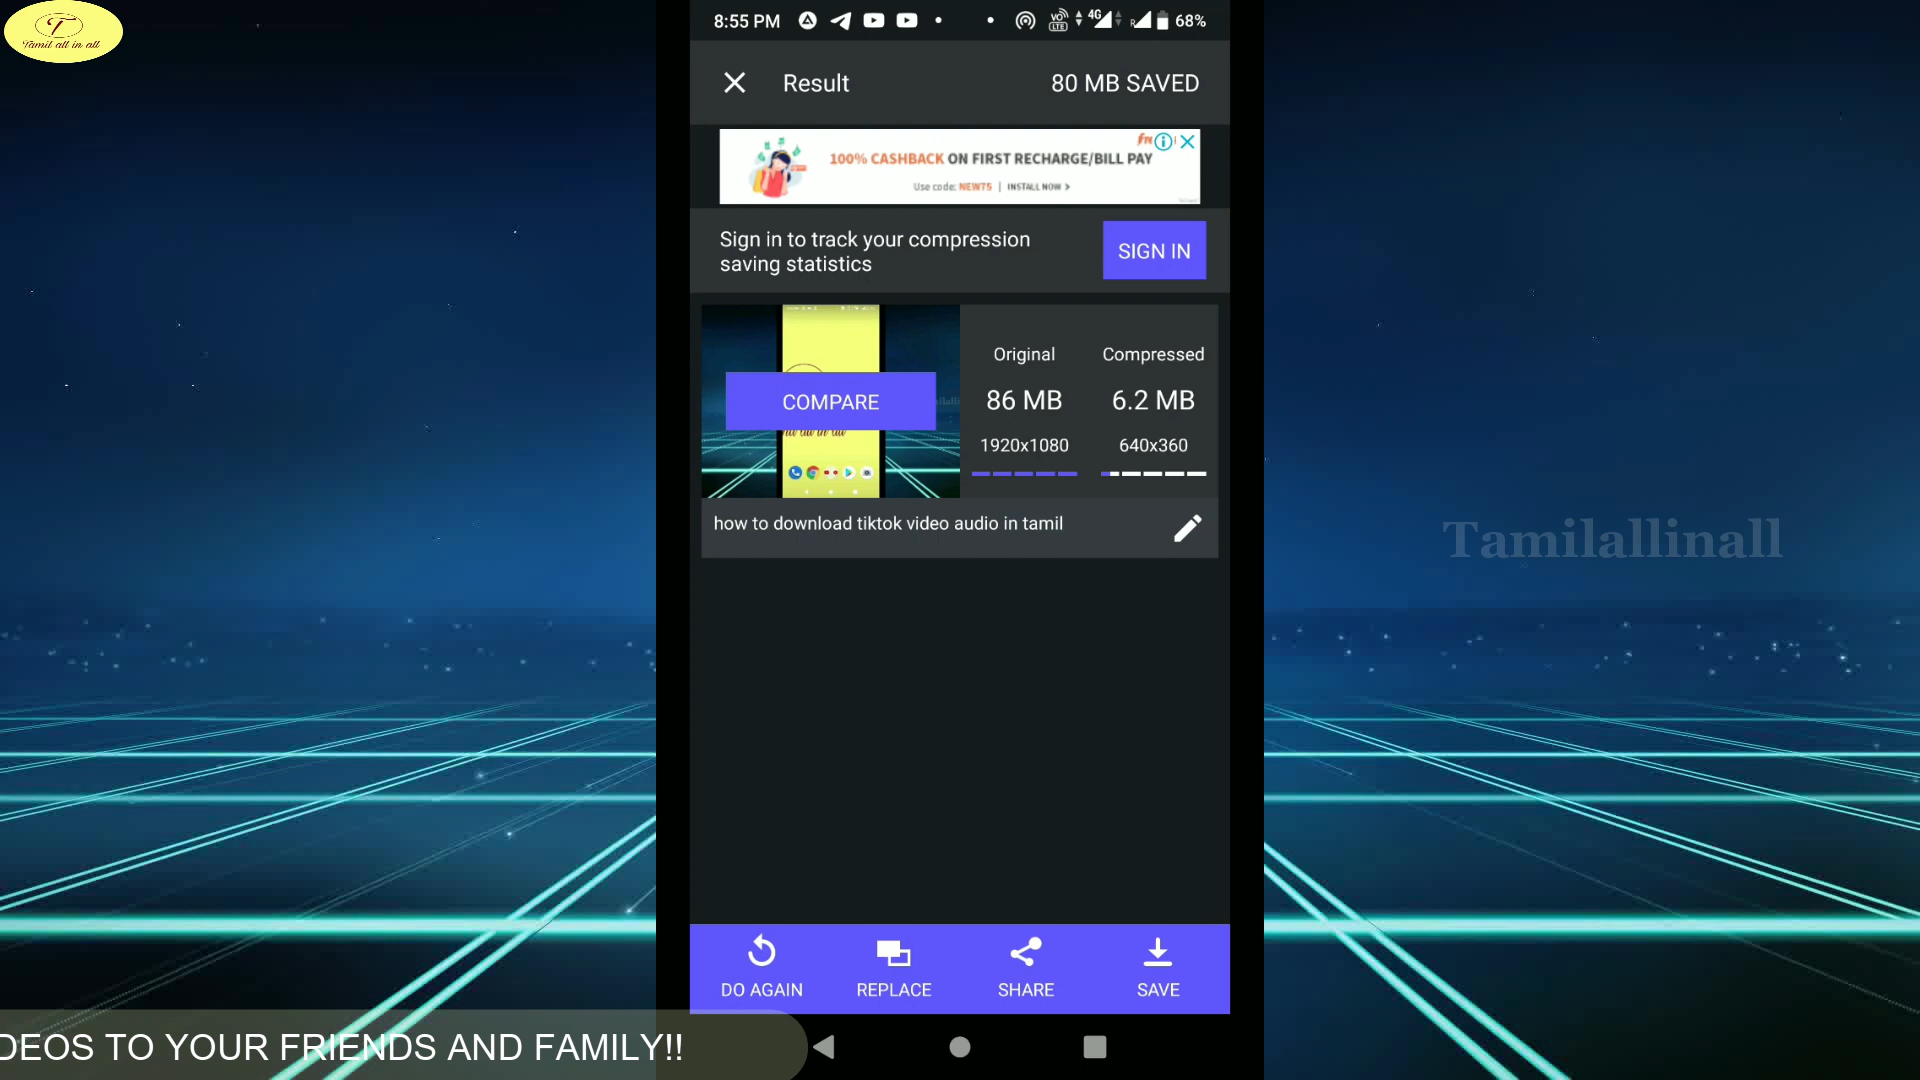 T
Tamil all in all
8:55 PM
VO
LTE
4G
R
68%
Result
80 MB SAVED
100% CASHBACK ON FIRST RECHARGE/BILL PAY
Use code: NEW75 | INSTALL NOW >
Sign in to track your compression
saving statistics
SIGN IN
COMPARE
Original
Compressed
86 MB
6.2 MB
1920x1080
640x360
how to download tiktok video audio in tamil
Tamilallinall
DO AGAIN
REPLACE
SHARE
SAVE
DEOS TO YOUR FRIENDS AND FAMILY!!